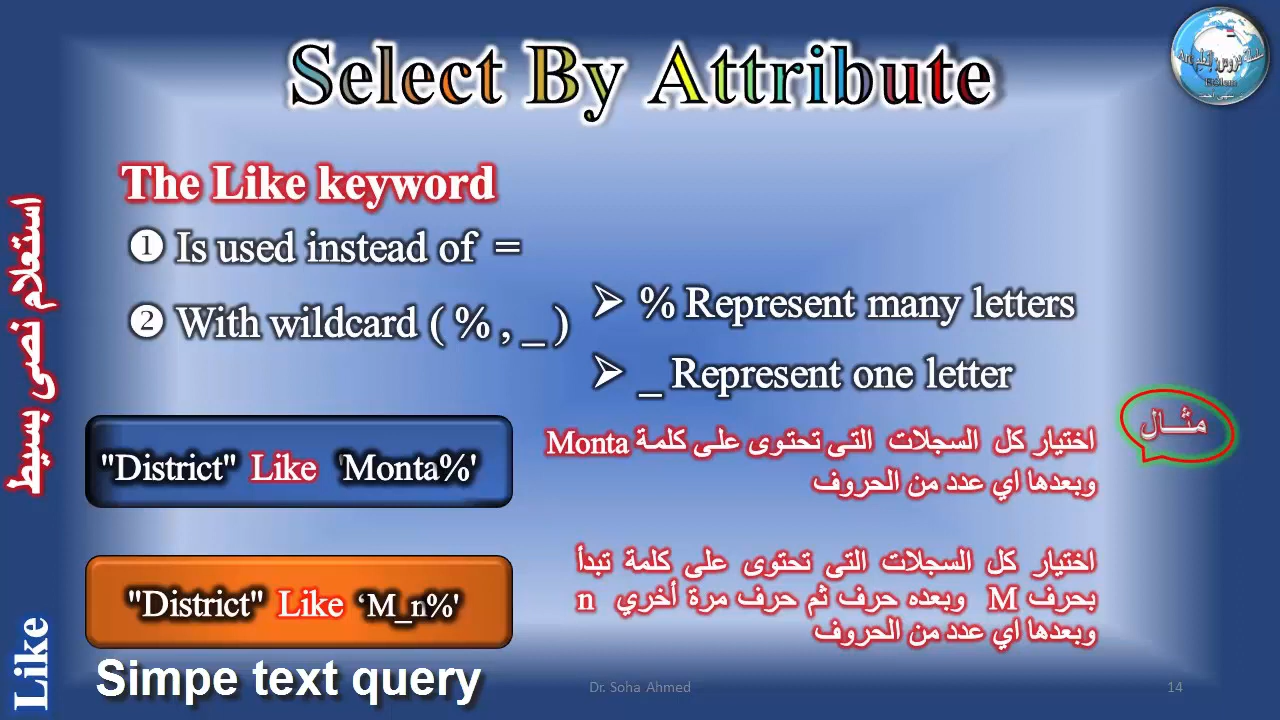 Select By Attribute
The Like keyword
❶ Is used instead of =
❷ With wildcard ( % , _ )
➢ % Represent many letters
➢ _ Represent one letter
مثــال
"District" Like 'Monta%'
اختيار كل السجلات التى تحتوى على كلمة Monta
وبعدها اي عدد من الحروف
"District" Like ‘M_n%'
اختيار كل السجلات التى تحتوى على كلمة تبدأ
بحرف M وبعده حرف ثم حرف مرة أخري n
وبعدها اي عدد من الحروف
Simpe text query
استعلام نصى بسيط
Like
Dr. Soha Ahmed
14